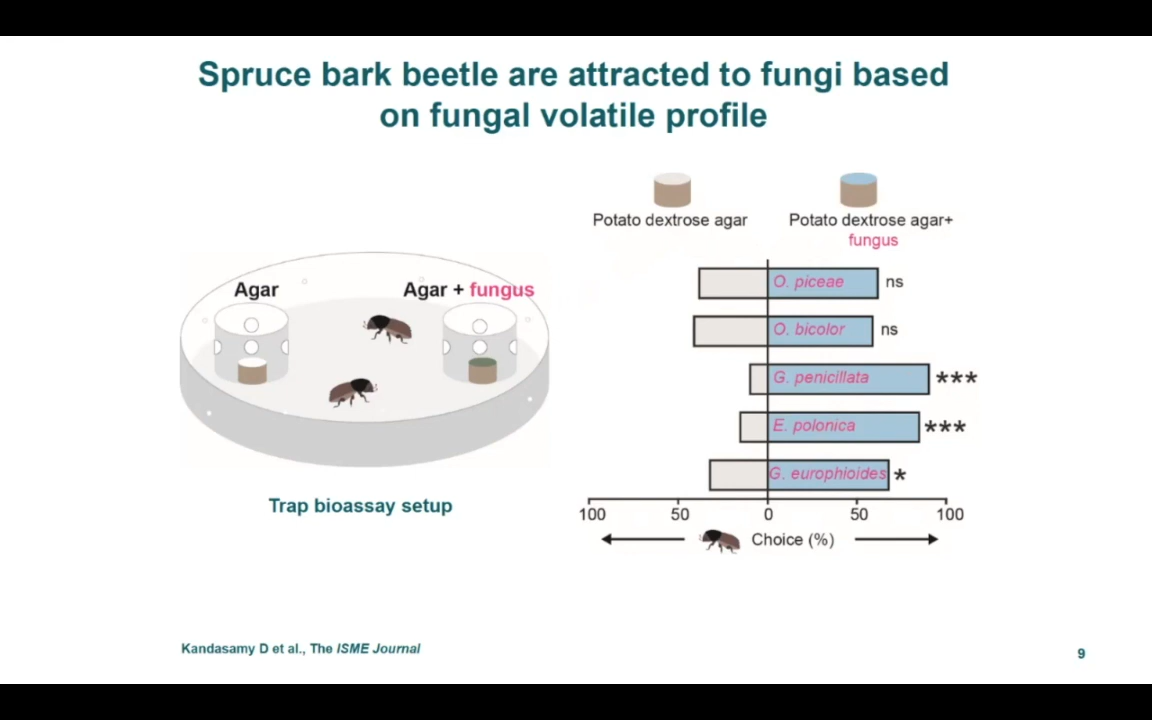 Spruce bark beetle are attracted to fungi based
on fungal volatile profile
Agar
Agar + fungus
Trap bioassay setup
Potato dextrose agar
Potato dextrose agar+
fungus
O. piceae ns
O. bicolor ns
G. penicillata ***
E. polonica ***
G. europhioides *
100 50 0 50 100
Choice (%)
Kandasamy D et al., The ISME Journal
9